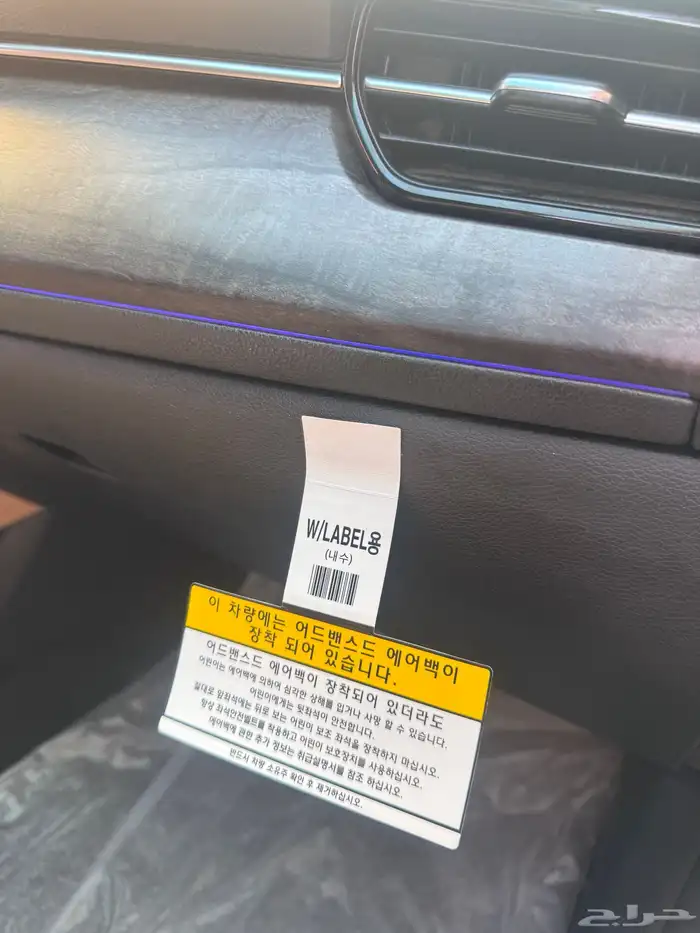 W/LABEL용
(내수)
이 차량에는 어드밴스드 에어백이
장착 되어 있습니다.
어드밴스드 에어백이 장착되어 있더라도
어린이는 에어백에 의하여 심각한 상해를 입거나 사망 할 수 있습니다.
어린이에게는 뒷좌석이 안전합니다.
절대로 앞좌석에는 뒤로 보는 어린이 보조 좌석을 장착하지 마십시오.
항상 좌석안전벨트를 착용하고 어린이 보호장치를 사용하십시오.
에어백에 관한 추가 정보는 취급설명서를 참조 하십시오.
반드시 차량 소유주 확인 후 제거하십시오.
حراج